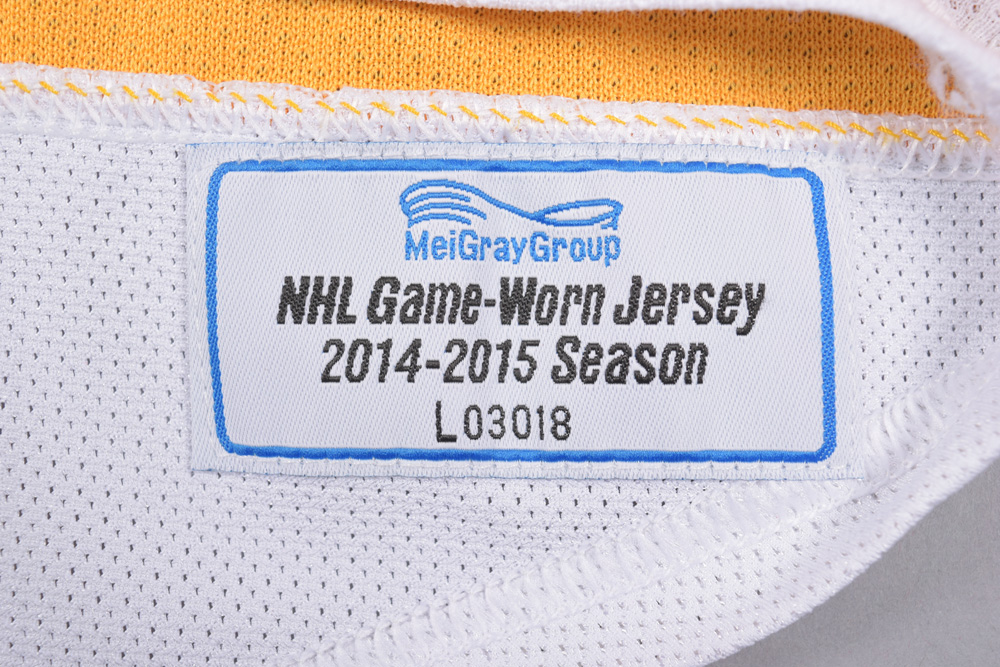 MeiGrayGroup
NHL Game-Worn Jersey
2014-2015 Season
L03018